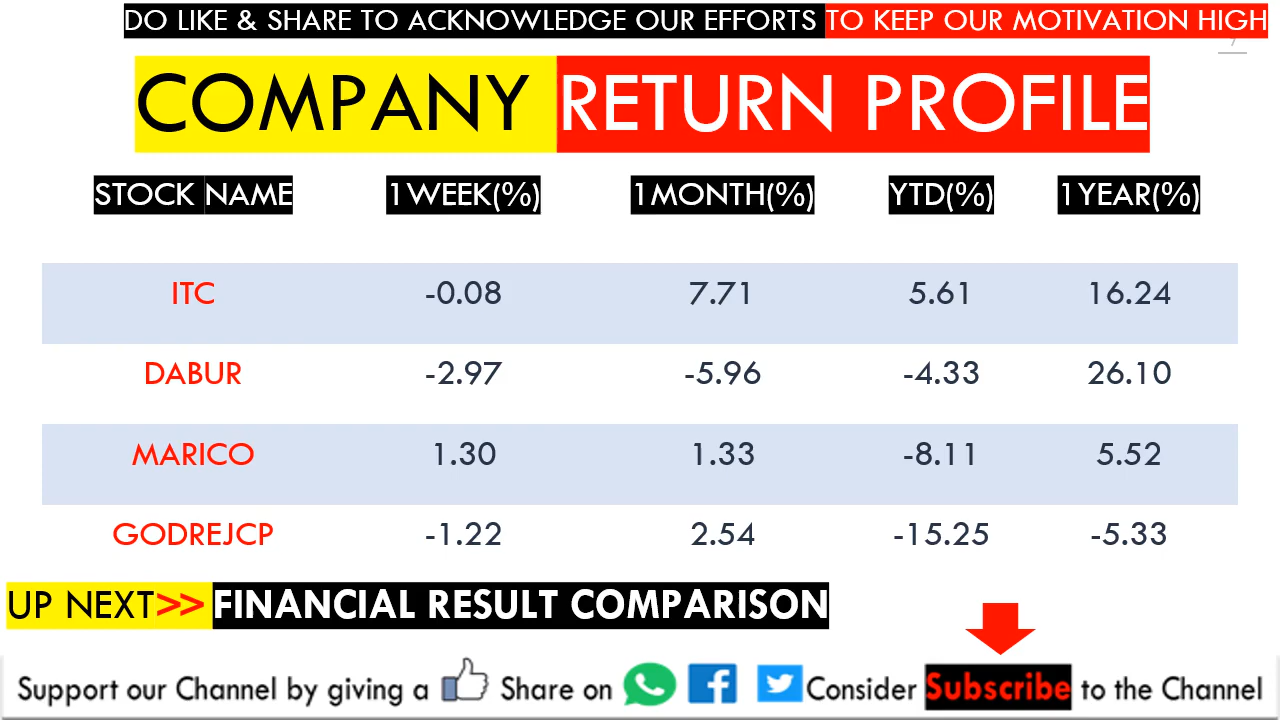 DO LIKE & SHARE TO ACKNOWLEDGE OUR EFFORTS TO KEEP OUR MOTIVATION HIGH
COMPANY RETURN PROFILE
STOCK NAME 1WEEK(%) 1MONTH(%) YTD(%) 1YEAR(%)
ITC -0.08 7.71 5.61 16.24
DABUR -2.97 -5.96 -4.33 26.10
MARICO 1.30 1.33 -8.11 5.52
GODREJCP -1.22 2.54 -15.25 -5.33
UP NEXT>> FINANCIAL RESULT COMPARISON
Support our Channel by giving a Share on Consider Subscribe to the Channel